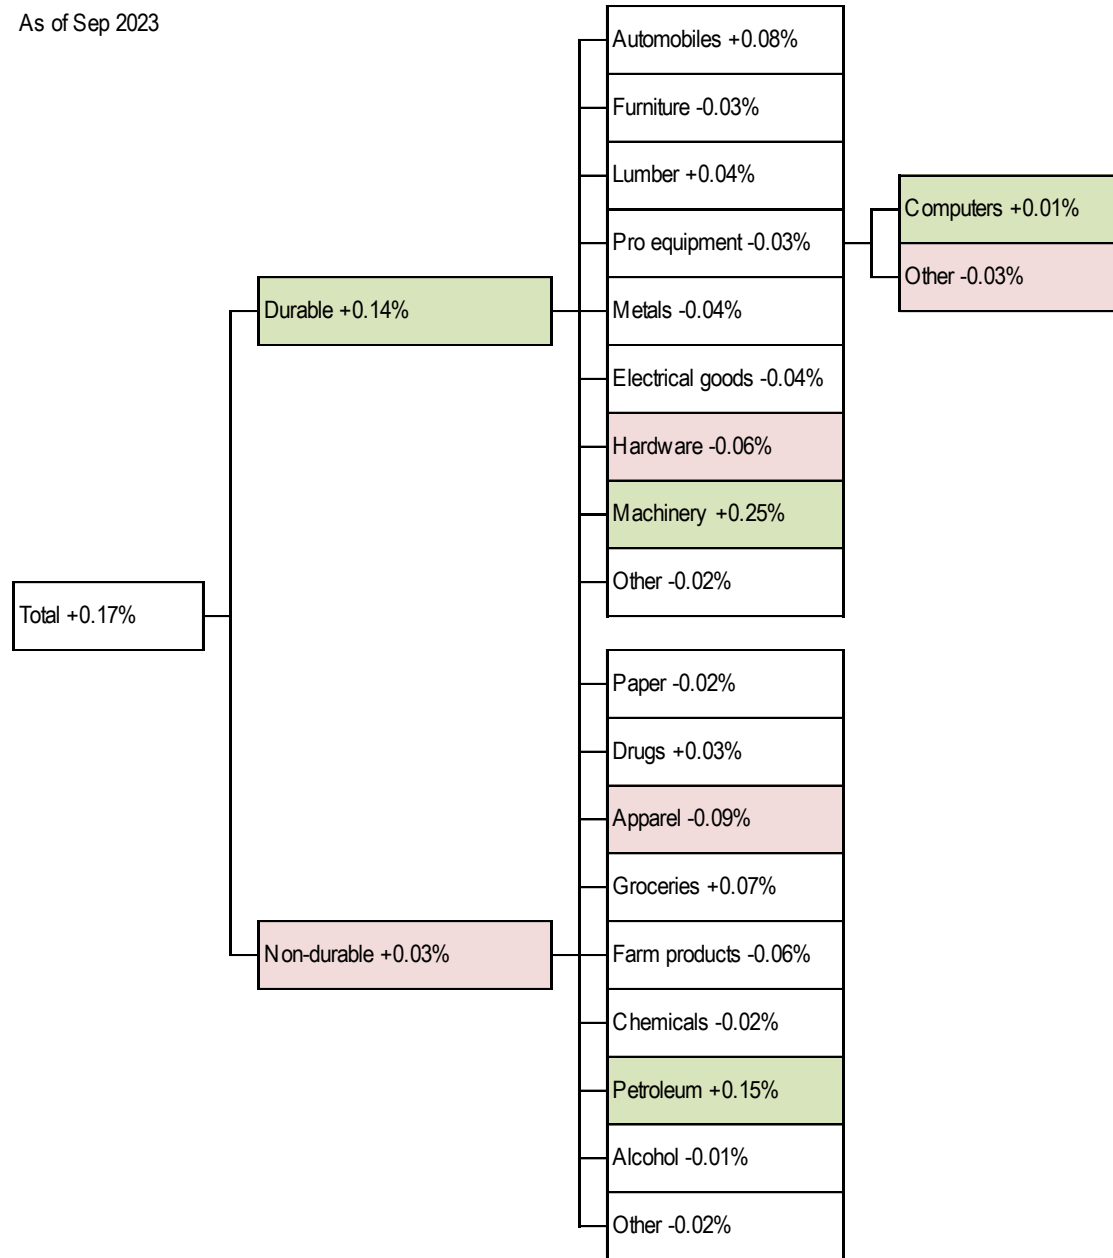 As of Sep 2023
Total +0.17%
Durable +0.14%
Automobiles +0.08%
Furniture -0.03%
Lumber +0.04%
Pro equipment -0.03%
Computers +0.01%
Other -0.03%
Metals -0.04%
Electrical goods -0.04%
Hardware -0.06%
Machinery +0.25%
Other -0.02%
Non-durable +0.03%
Paper -0.02%
Drugs +0.03%
Apparel -0.09%
Groceries +0.07%
Farm products -0.06%
Chemicals -0.02%
Petroleum +0.15%
Alcohol -0.01%
Other -0.02%